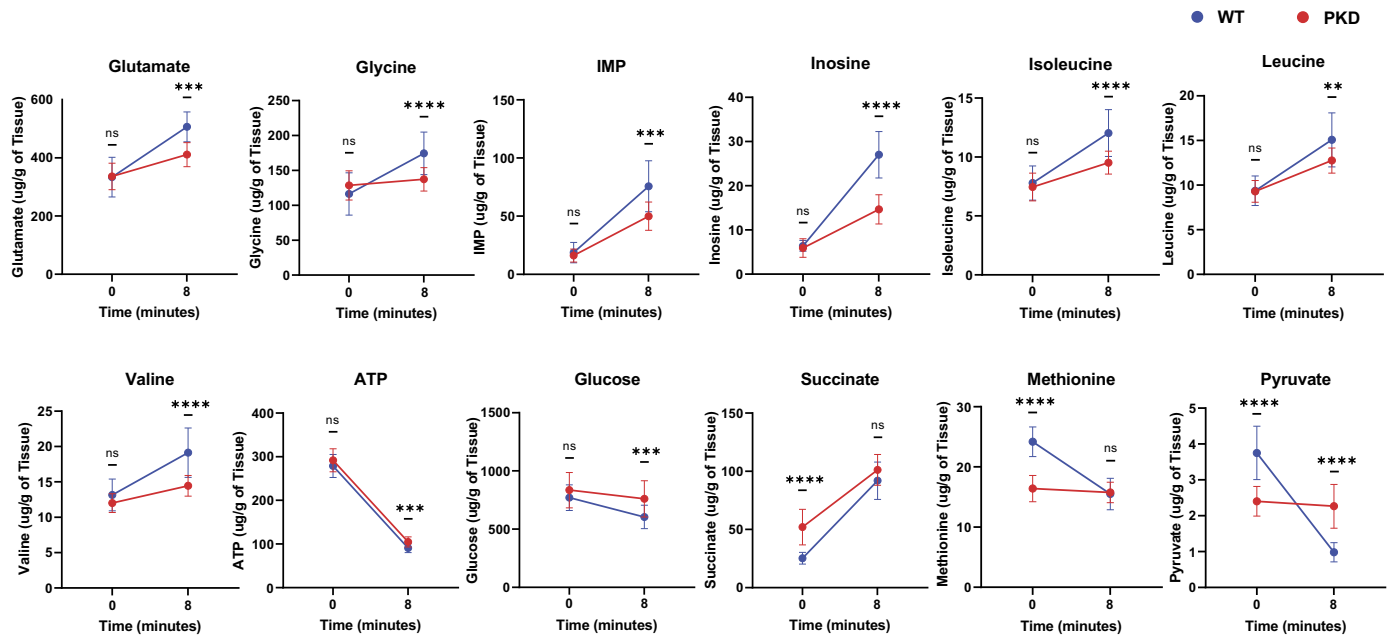 WT PKD
Glutamate
Glutamate (ug/g of Tissue)
600
400
200
0
ns
***
0 8
Time (minutes)
Glycine
Glycine (ug/g of Tissue)
250
200
150
100
50
0
ns
****
0 8
Time (minutes)
IMP
IMP (ug/g of Tissue)
150
100
50
0
ns
***
0 8
Time (minutes)
Inosine
Inosine (ug/g of Tissue)
40
30
20
10
0
ns
****
0 8
Time (minutes)
Isoleucine
Isoleucine (ug/g of Tissue)
15
10
5
0
ns
****
0 8
Time (minutes)
Leucine
Leucine (ug/g of Tissue)
20
15
10
5
0
ns
**
0 8
Time (minutes)
Valine
Valine (ug/g of Tissue)
25
20
15
10
5
0
ns
****
0 8
Time (minutes)
ATP
ATP (ug/g of Tissue)
400
300
200
100
0
ns
***
0 8
Time (minutes)
Glucose
Glucose (ug/g of Tissue)
1500
1000
500
0
ns
***
0 8
Time (minutes)
Succinate
Succinate (ug/g of Tissue)
150
100
50
0
****
ns
0 8
Time (minutes)
Methionine
Methionine (ug/g of Tissue)
30
20
10
0
****
ns
0 8
Time (minutes)
Pyruvate
Pyruvate (ug/g of Tissue)
5
4
3
2
1
0
****
****
0 8
Time (minutes)